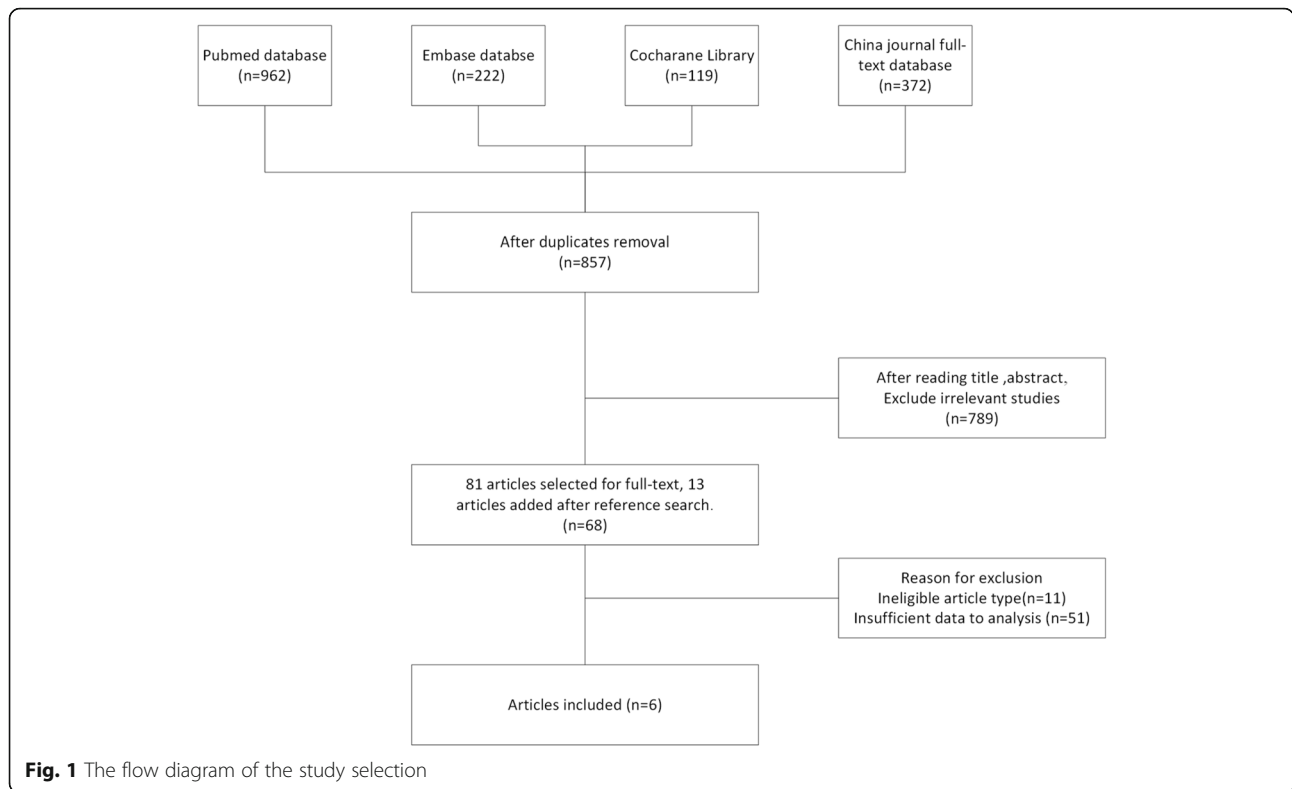 Pubmed database
(n=962)
Embase databse
(n=222)
Cocharane Library
(n=119)
China journal full-
text database
(n=372)
After duplicates removal
(n=857)
After reading title ,abstract,
Exclude irrelevant studies
(n=789)
81 articles selected for full-text, 13
articles added after reference search.
(n=68)
Reason for exclusion
Ineligible article type(n=11)
Insufficient data to analysis (n=51)
Articles included (n=6)
Fig. 1 The flow diagram of the study selection